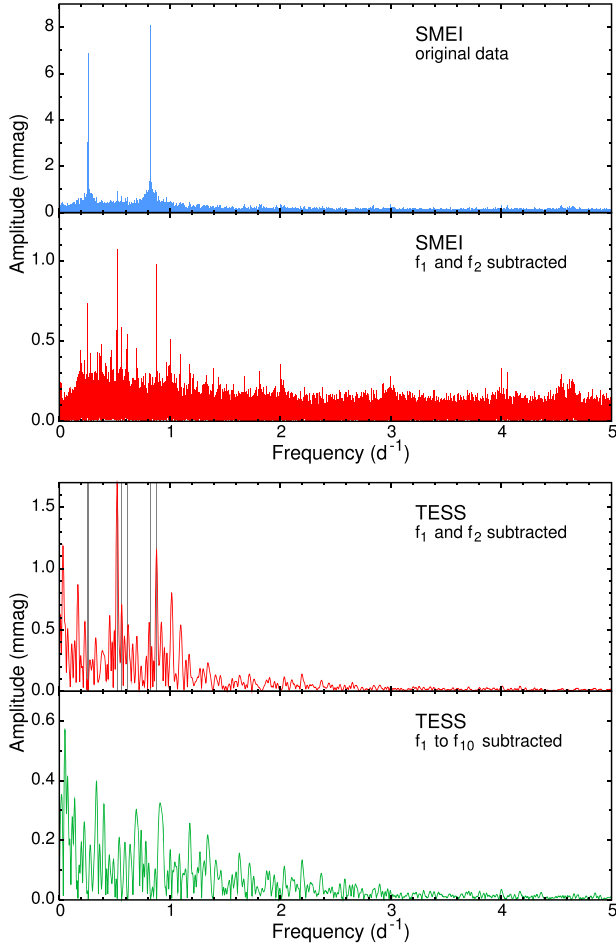 8
6
4
2
0
Amplitude (mmag)
SMEI
original data
1.0
0.5
0.0
SMEI
f₁ and f₂ subtracted
0 1 2 3 4 5
Frequency (d⁻¹)
1.5
1.0
0.5
0.0
Amplitude (mmag)
TESS
f₁ and f₂ subtracted
0.6
0.4
0.2
0.0
TESS
f₁ to f₁₀ subtracted
0 1 2 3 4 5
Frequency (d⁻¹)